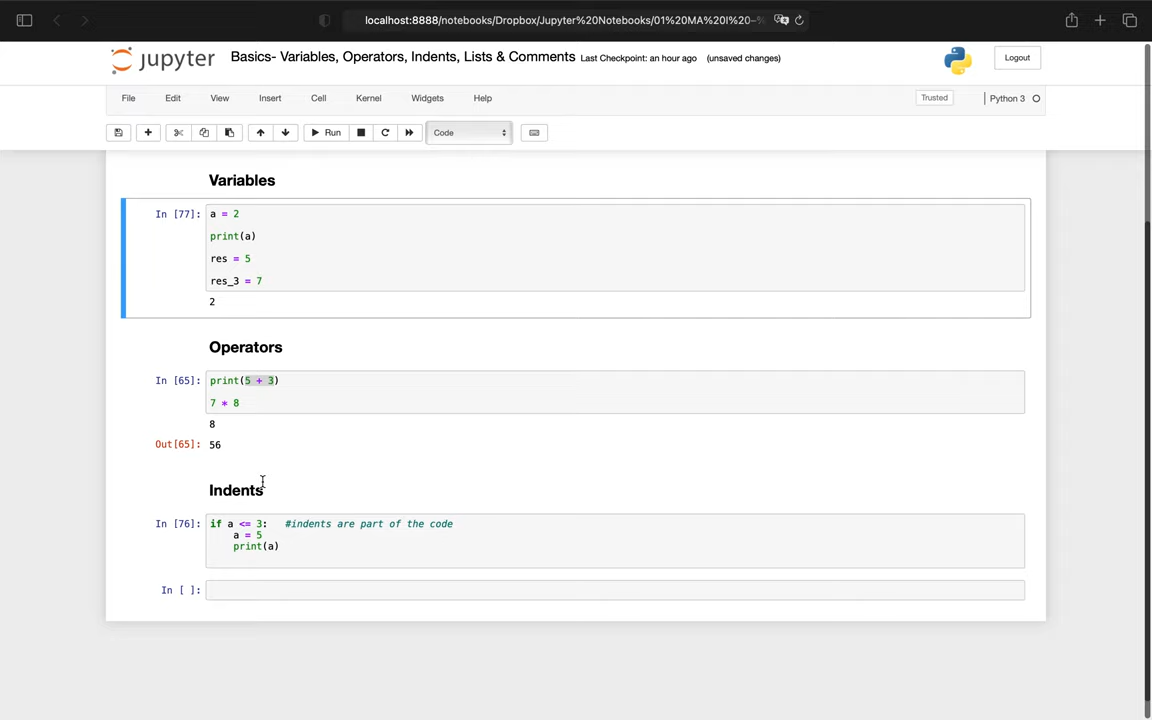 localhost:8888/notebooks/Dropbox/Jupyter%20Notebooks/01%20MA%20I%20–%
jupyter Basics- Variables, Operators, Indents, Lists & Comments Last Checkpoint: an hour ago (unsaved changes) Logout
File Edit View Insert Cell Kernel Widgets Help Trusted Python 3
Run Code
Variables
In [77]: a = 2
print(a)
res = 5
res_3 = 7
2
Operators
In [65]: print(5 + 3)
7 * 8
8
Out[65]: 56
Indents
In [76]: if a <= 3: #indents are part of the code
a = 5
print(a)
In [ ]: